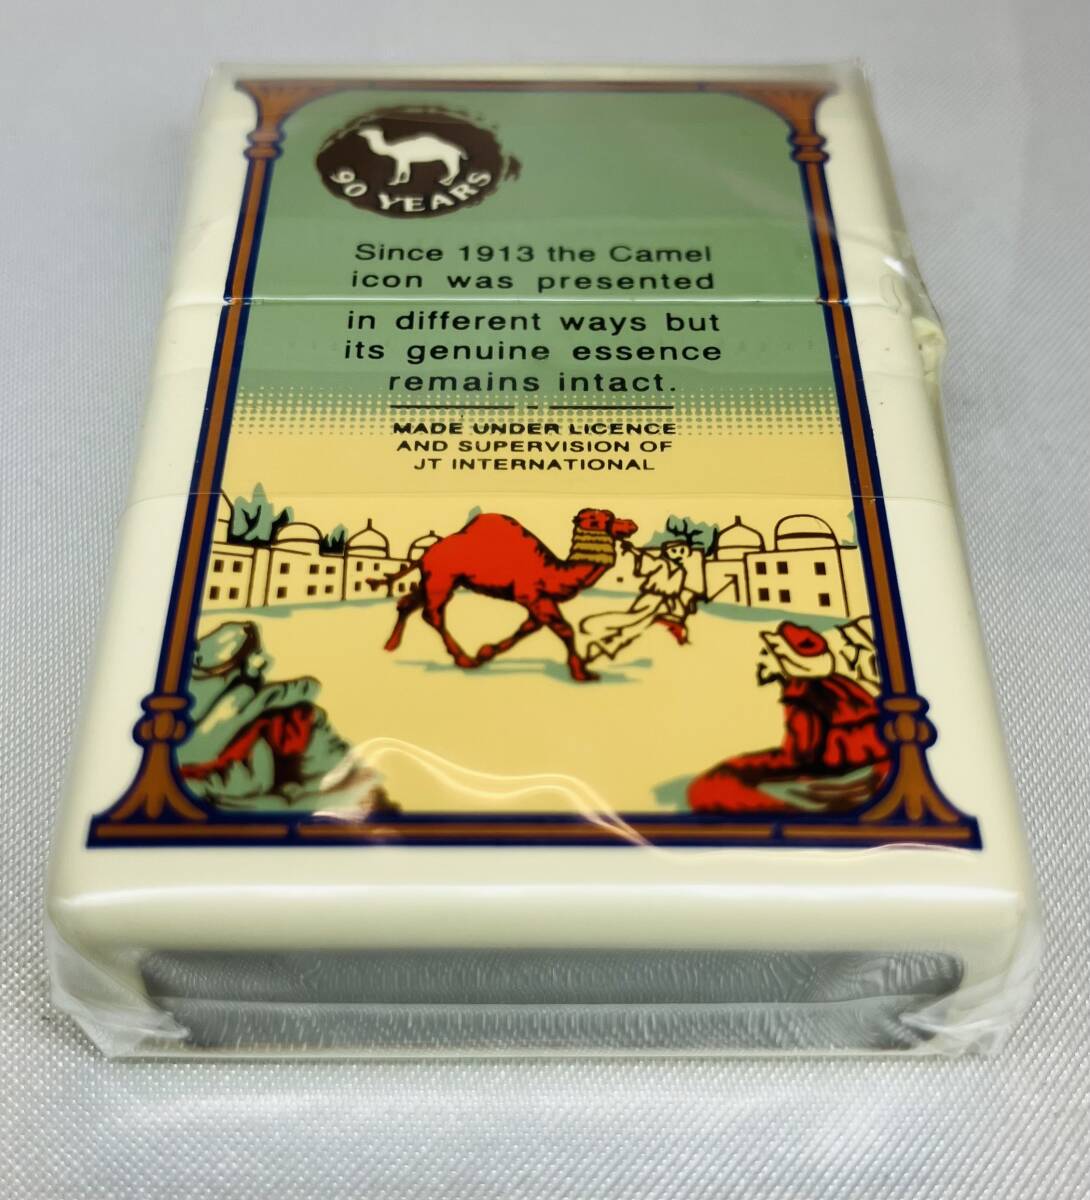 90 YEARS
Since 1913 the Camel
icon was presented
in different ways but
its genuine essence
remains intact.
MADE UNDER LICENCE
AND SUPERVISION OF
JT INTERNATIONAL